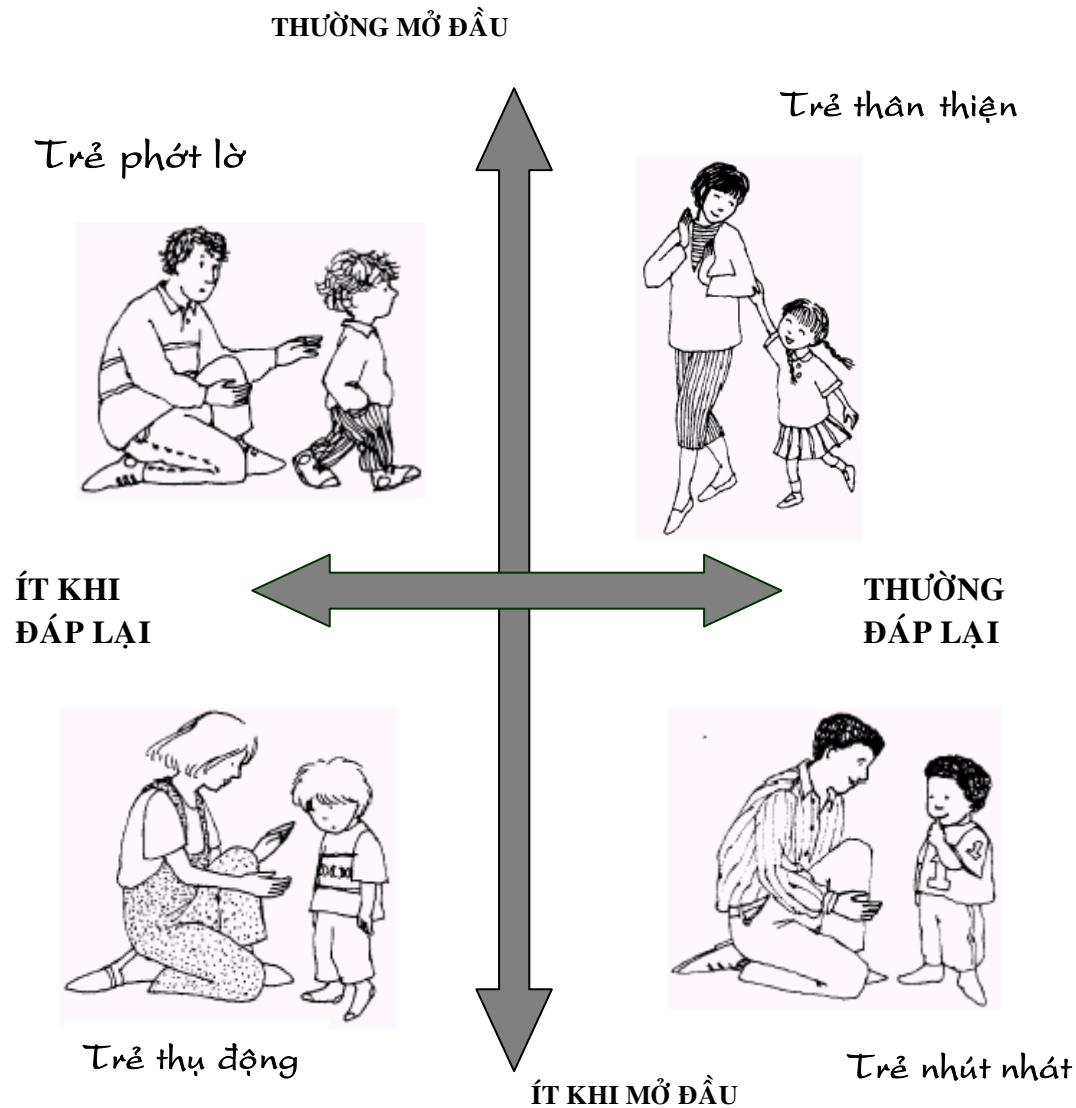 THƯỜNG MỞ ĐẦU
Trẻ thân thiện
Trẻ phớt lờ
ÍT KHI
ĐÁP LẠI
THƯỜNG
ĐÁP LẠI
Trẻ thụ động
Trẻ nhút nhát
ÍT KHI MỞ ĐẦU